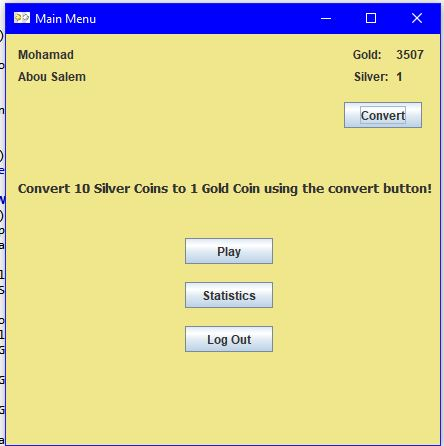 Main Menu
Mohamad Gold: 3507
Abou Salem Silver: 1
Convert
Convert 10 Silver Coins to 1 Gold Coin using the convert button!
Play
Statistics
Log Out